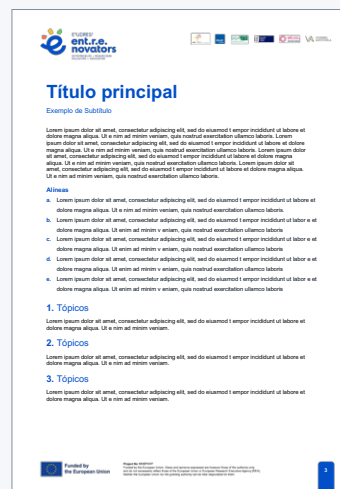 E³UDRES²
ent.r.e.
novators
Título principal
Exemplo de Subtítulo
Lorem ipsum dolor sit amet, consectetur adipiscing elit, sed do eiusmod t empor incididunt ut labore et
dolore magna aliqua. Ut e nim ad minim veniam, quis nostrud exercitation ullamco laboris. Lorem
ipsum dolor sit amet, consectetur adipiscing elit, sed do eiusmod t empor incididunt ut labore et dolore
magna aliqua. Ut e nim ad minim veniam, quis nostrud exercitation ullamco laboris. Lorem ipsum dolor
sit amet, consectetur adipiscing elit, sed do eiusmod t empor incididunt ut labore et dolore magna
aliqua. Ut e nim ad minim veniam, quis nostrud exercitation ullamco laboris. Lorem ipsum dolor sit
amet, consectetur adipiscing elit, sed do eiusmod t empor incididunt ut labore et dolore magna aliqua.
Ut e nim ad minim veniam, quis nostrud exercitation ullamco laboris.
Alíneas
a. Lorem ipsum dolor sit amet, consectetur adipiscing elit, sed do eiusmod t empor incididunt ut labore et
dolore magna aliqua. Ut e nim ad minim veniam, quis nostrud exercitation ullamco laboris
b. Lorem ipsum dolor sit amet, consectetur adipiscing elit, sed do eiusmod t empor incididunt ut labor e et
dolore magna aliqua. Ut enim ad minim v eniam, quis nostrud exercitation ullamco laboris
c. Lorem ipsum dolor sit amet, consectetur adipiscing elit, sed do eiusmod t empor incididunt ut labor e et
dolore magna aliqua. Ut enim ad minim v eniam, quis nostrud exercitation ullamco laboris
d. Lorem ipsum dolor sit amet, consectetur adipiscing elit, sed do eiusmod t empor incididunt ut labor e et
dolore magna aliqua. Ut enim ad minim v eniam, quis nostrud exercitation ullamco laboris
e. Lorem ipsum dolor sit amet, consectetur adipiscing elit, sed do eiusmod t empor incididunt ut labor e et
dolore magna aliqua. Ut enim ad minim veniam, quis nostrud exercitation ullamco laboris
1. Tópicos
Lorem ipsum dolor sit amet, consectetur adipiscing elit, sed do eiusmod t empor incididunt ut labore et
dolore magna aliqua. Ut e nim ad minim veniam.
2. Tópicos
Lorem ipsum dolor sit amet, consectetur adipiscing elit, sed do eiusmod t empor incididunt ut labore et
dolore magna aliqua. Ut e nim ad minim veniam.
3. Tópicos
Lorem ipsum dolor sit amet, consectetur adipiscing elit, sed do eiusmod t empor incididunt ut labore et
dolore magna aliqua. Ut e nim ad minim veniam.
Funded by
the European Union
3